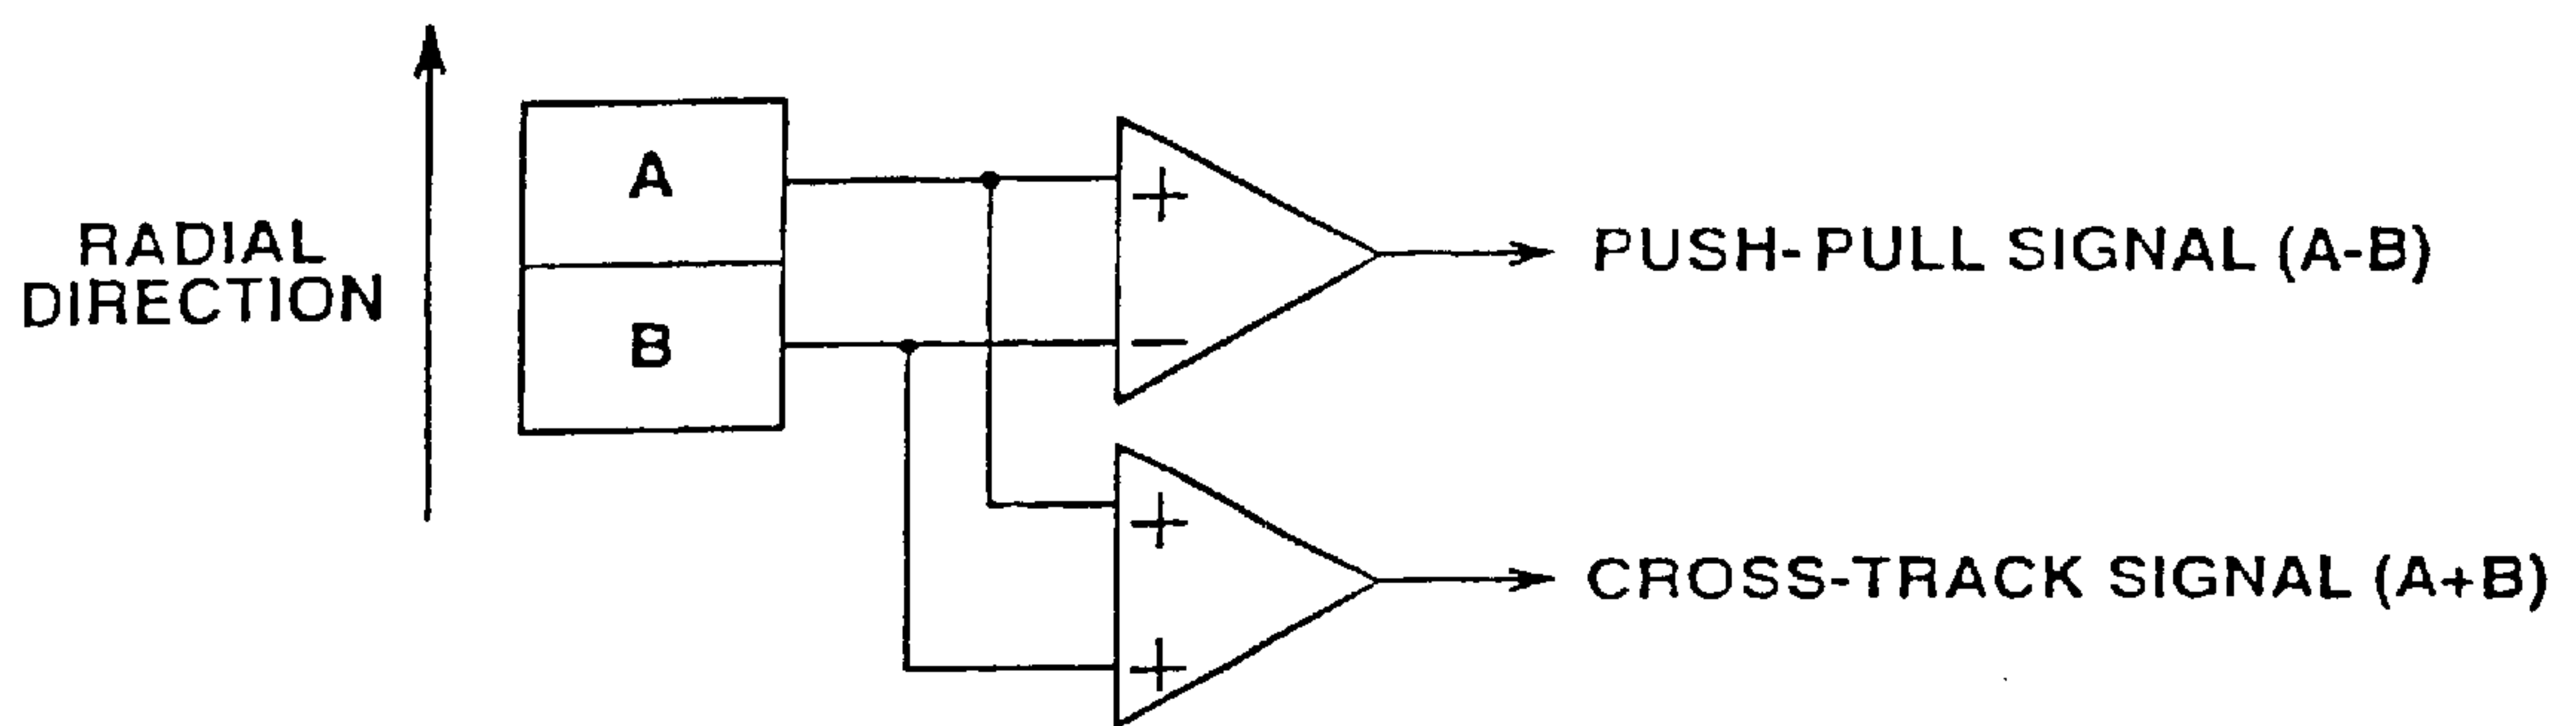 RADIAL
DIRECTION
A
B
+
−
+
+
PUSH-PULL SIGNAL (A-B)
CROSS-TRACK SIGNAL (A+B)